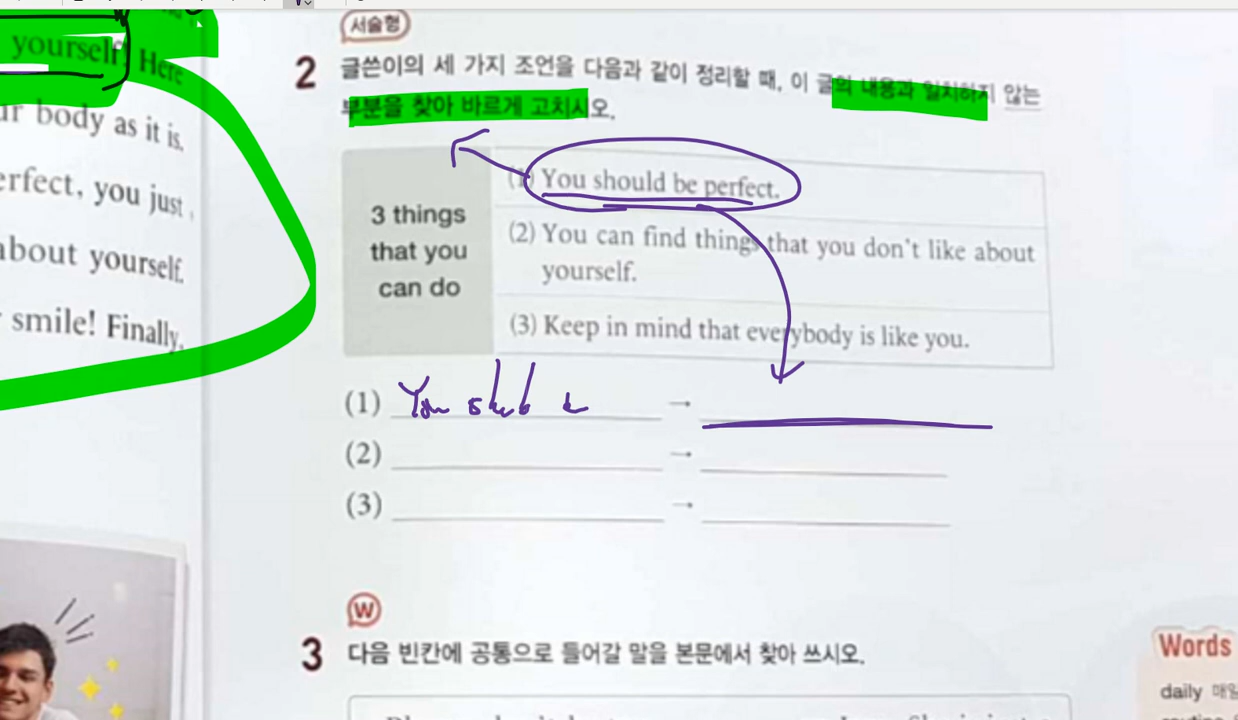 yourself! Here
body as it is.
you just
about yourself.
smile! Finally,
서술형
2 글쓴이의 세 가지 조언을 다음과 같이 정리할 때, 이 글의 내용과 일치하지 않는
부분을 찾아 바르게 고치시오.
3 things
that you
can do
(1) You should be perfect.
(2) You can find things that you don't like about
yourself.
(3) Keep in mind that everybody is like you.
(1) You →
(2) →
(3) →
W
3 다음 빈칸에 공통으로 들어갈 말을 본문에서 찾아 쓰시오.
Words
daily